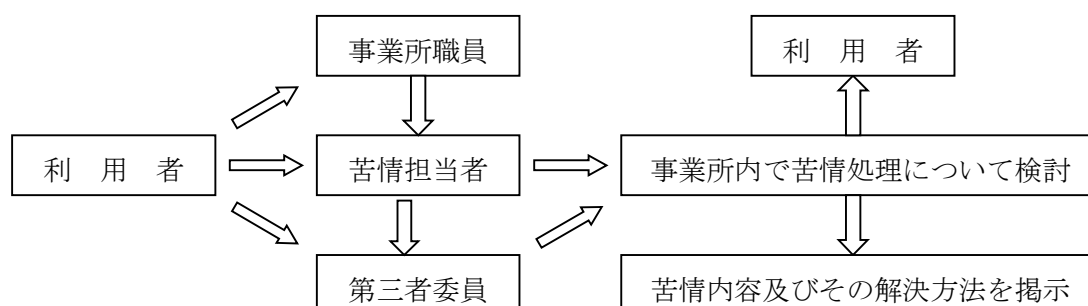 事業所職員
利　用　者
利　用　者
苦情担当者
事業所内で苦情処理について検討
第三者委員
苦情内容及びその解決方法を掲示